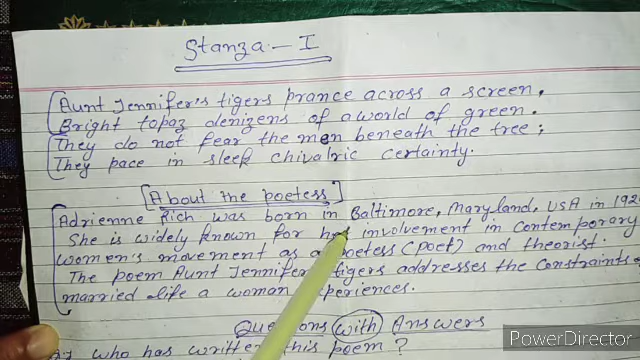 Stanza - I
Aunt Jennifer's tigers prance across a screen,
Bright topaz denizens of a world of green.
They do not fear the men beneath the tree;
They pace in sleek chivalric certainty.
About the poetess
Adrienne Rich was born in Baltimore, Maryland, USA in 192
She is widely known for her involvement in Contemporary
women's movement as a poetess (poet) and theorist.
The poem Aunt Jennifer's tigers addresses the Constraints of
married life a woman experiences.
Questions with Answers
who has written this poem ?
Made With
PowerDirector